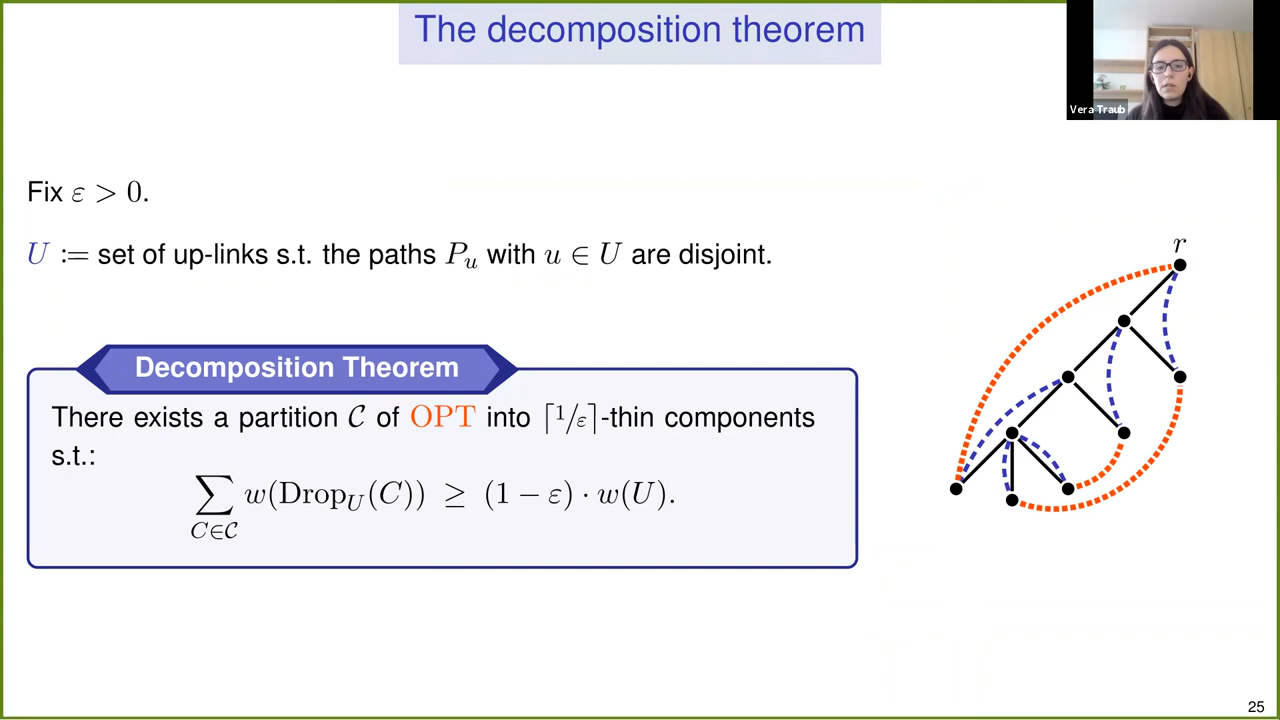 The decomposition theorem
Vera Traub
Fix ε > 0.
U := set of up-links s.t. the paths P_u with u ∈ U are disjoint.
r
Decomposition Theorem
There exists a partition 𝒞 of OPT into ⌈1/ε⌉-thin components
s.t.:
∑_{C∈𝒞} w(Drop_U(C)) ≥ (1 − ε) · w(U).
25